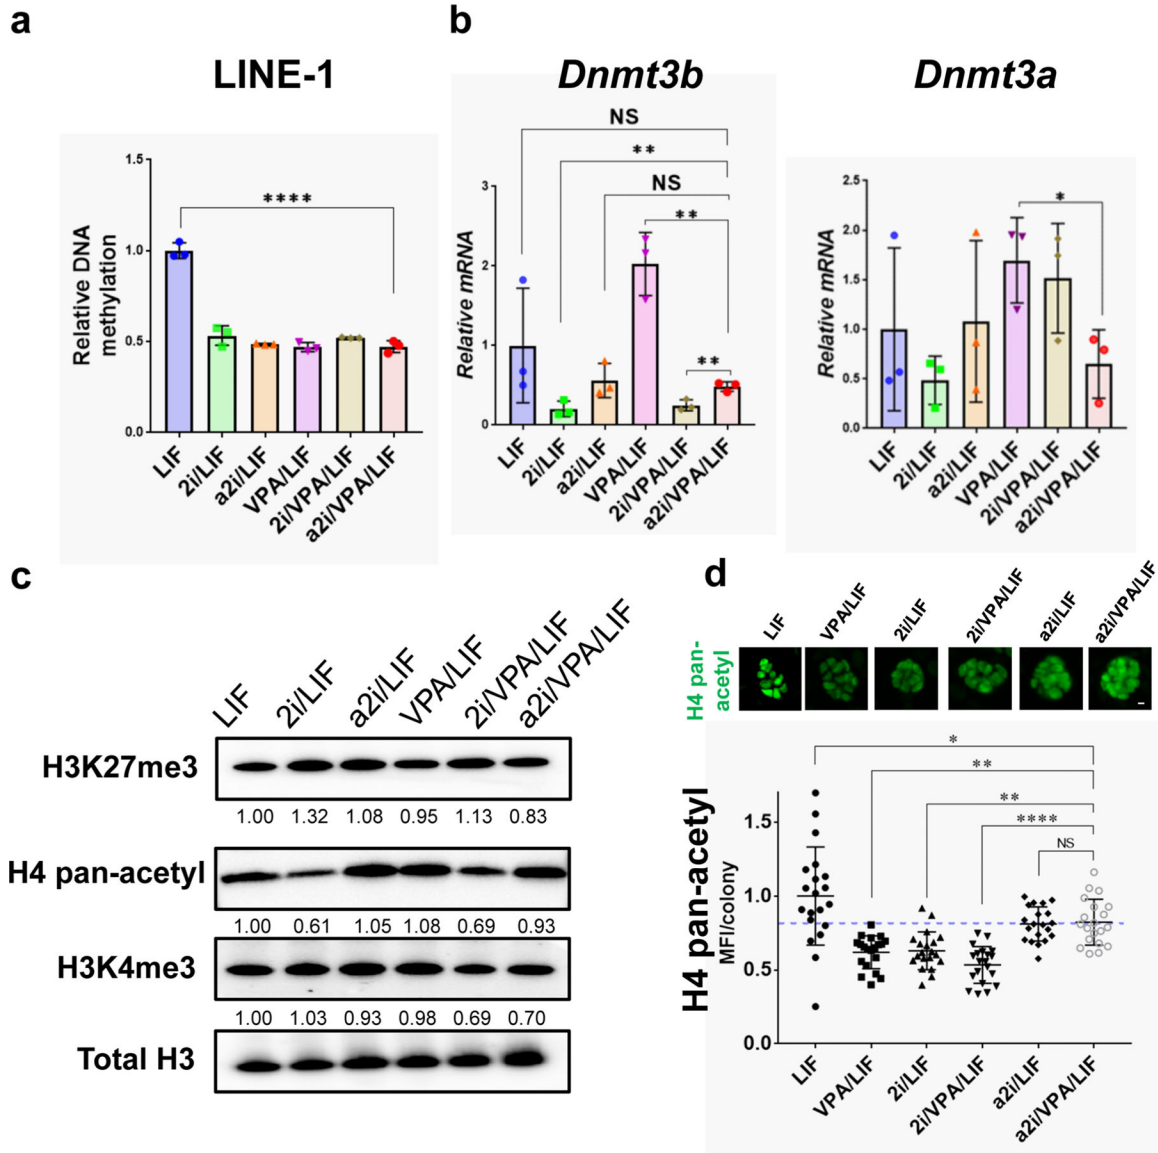 a
LINE-1
Relative DNA
methylation
1.5
1.0
0.5
0.0
****
LIF
2i/LIF
a2i/LIF
VPA/LIF
2i/VPA/LIF
a2i/VPA/LIF
b
Dnmt3b
Relative mRNA
3
2
1
0
NS
**
NS
**
**
LIF
2i/LIF
a2i/LIF
VPA/LIF
2i/VPA/LIF
a2i/VPA/LIF
Dnmt3a
Relative mRNA
2.5
2.0
1.5
1.0
0.5
0.0
*
LIF
2i/LIF
a2i/LIF
VPA/LIF
2i/VPA/LIF
a2i/VPA/LIF
c
LIF
2i/LIF
a2i/LIF
VPA/LIF
2i/VPA/LIF
a2i/VPA/LIF
H3K27me3
1.00 1.32 1.08 0.95 1.13 0.83
H4 pan-acetyl
1.00 0.61 1.05 1.08 0.69 0.93
H3K4me3
1.00 1.03 0.93 0.98 0.69 0.70
Total H3
d
LIF
VPA/LIF
2i/LIF
2i/VPA/LIF
a2i/LIF
a2i/VPA/LIF
H4 pan-
acetyl
H4 pan-acetyl
MFI/colony
1.5
1.0
0.5
0.0
*
**
**
****
NS
LIF
VPA/LIF
2i/LIF
2i/VPA/LIF
a2i/LIF
a2i/VPA/LIF